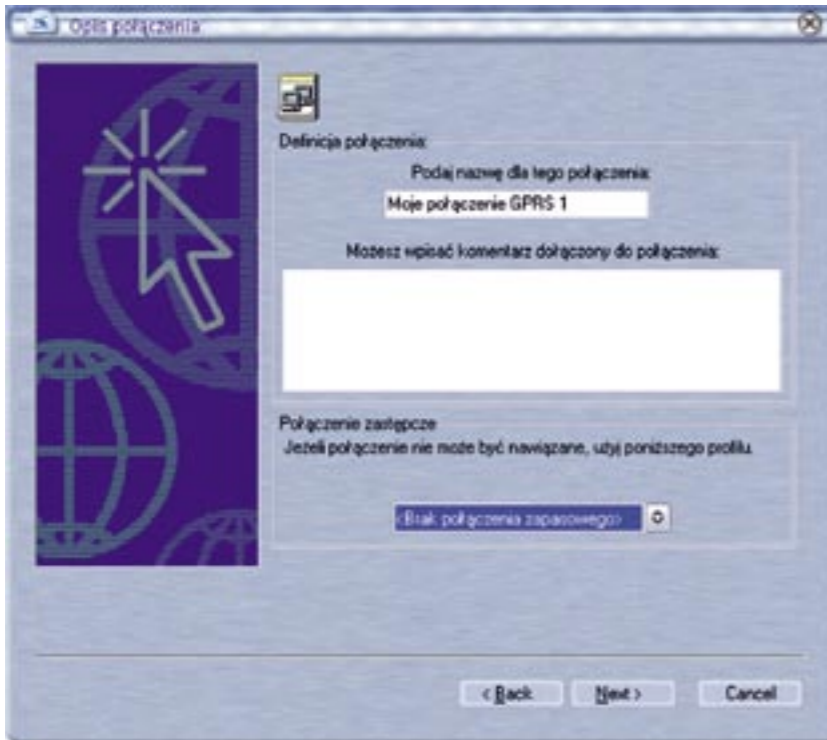 Opis połączenia
Definicja połączenia:
Podaj nazwę dla tego połączenia:
Moje połączenie GPRS 1
Możesz wpisać komentarz dołączony do połączenia:
Połączenie zastępcze
Jeżeli połączenie nie może być nawiązane, użyj poniższego profilu.
<Brak połączenia zapasowego>
< Back
Next >
Cancel